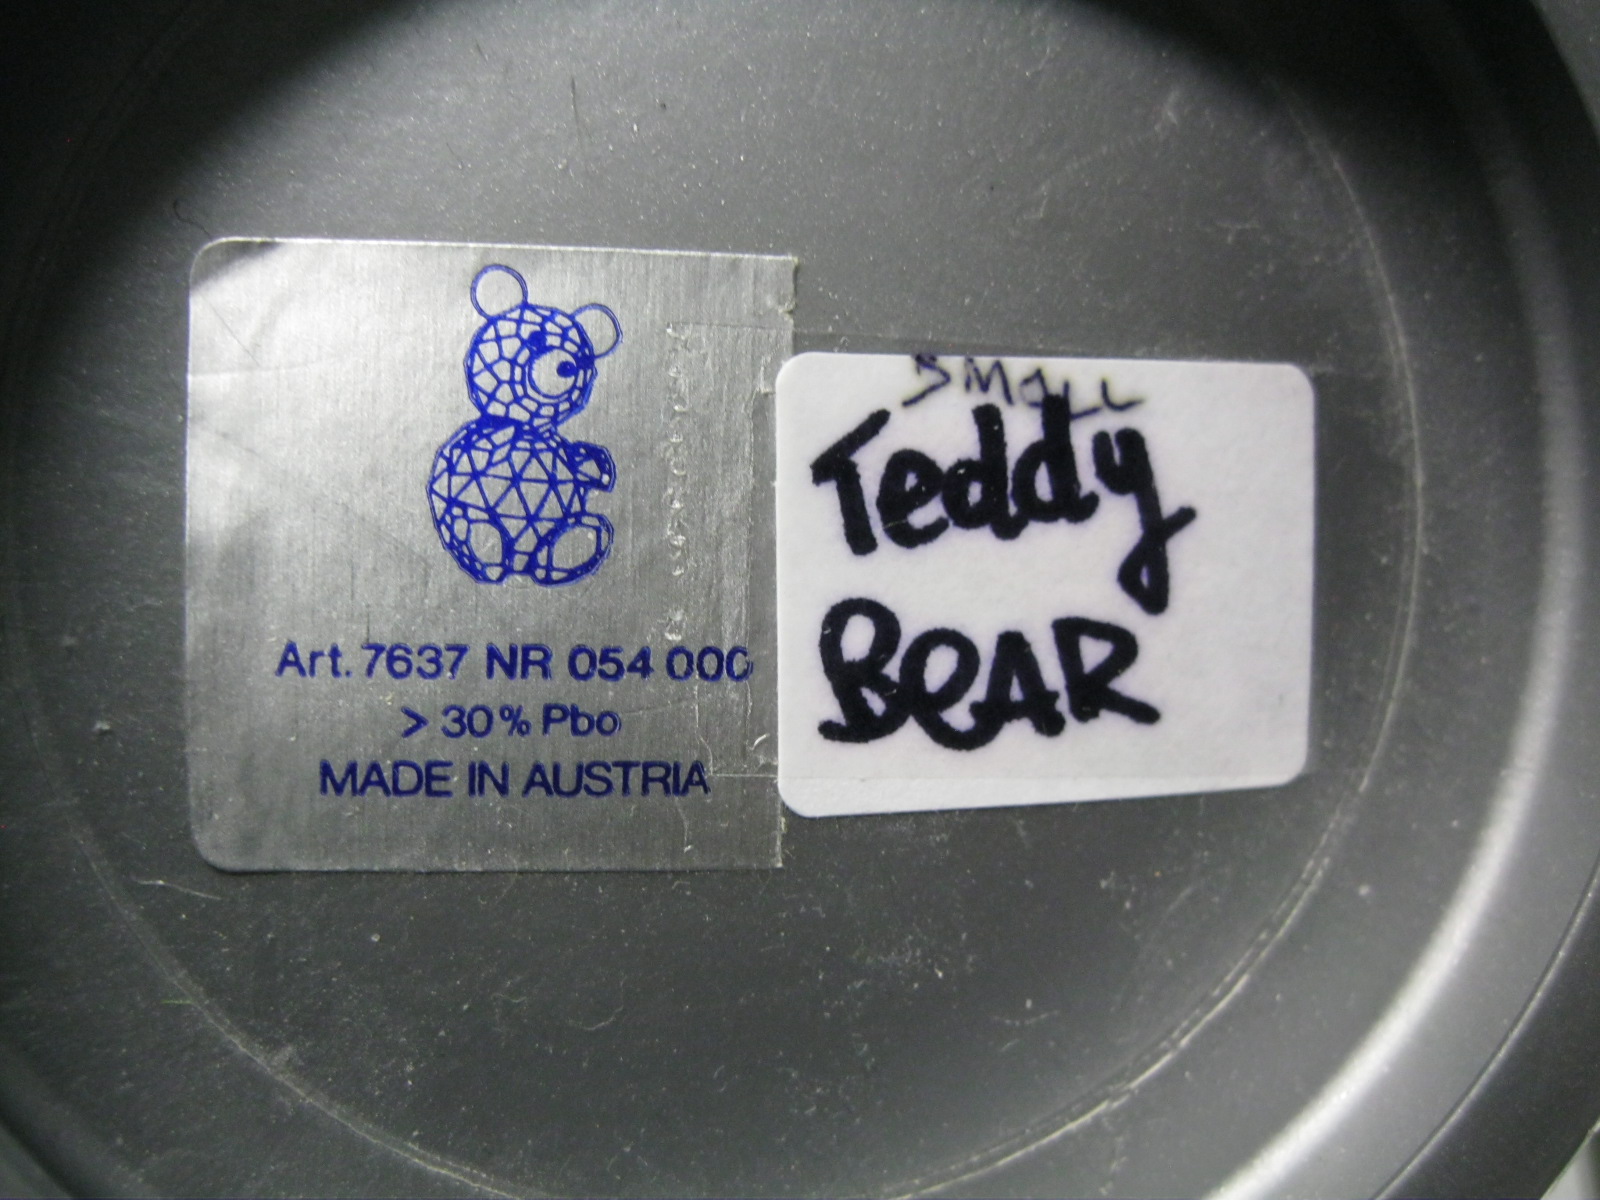 Art. 7637 NR 054 000
> 30% Pbo
MADE IN AUSTRIA
SMALL
Teddy
BeAR